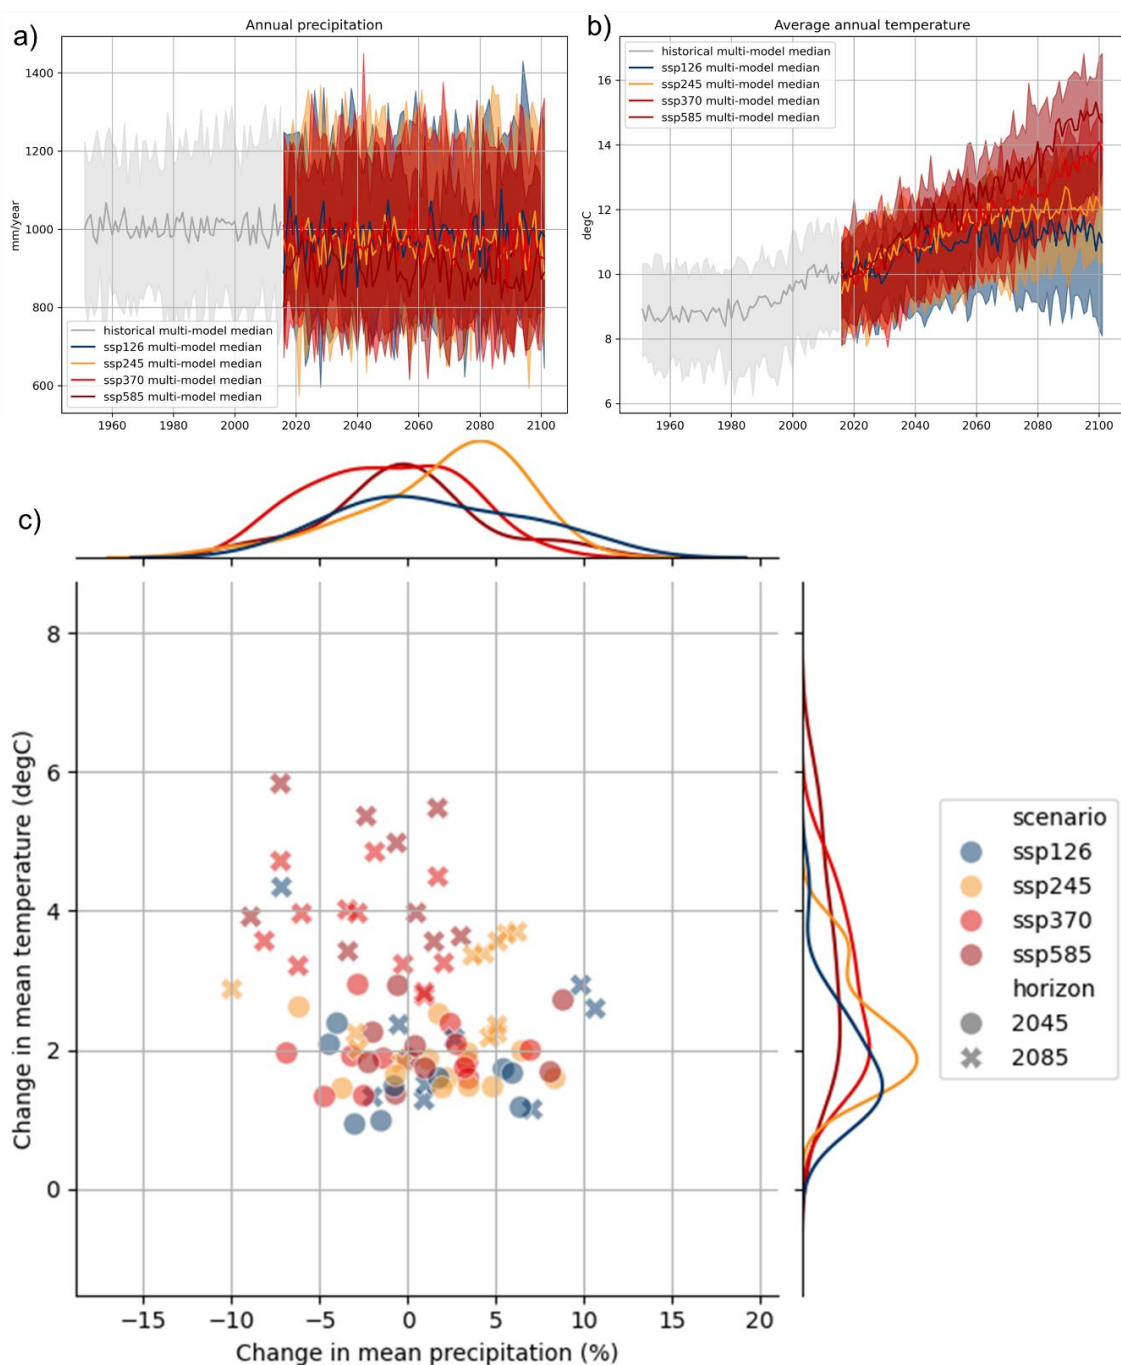 a)
Annual precipitation
mm/year
1400
1200
1000
800
600
historical multi-model median
ssp126 multi-model median
ssp245 multi-model median
ssp370 multi-model median
ssp585 multi-model median
1960 1980 2000 2020 2040 2060 2080 2100
b)
Average annual temperature
degC
16
14
12
10
8
6
historical multi-model median
ssp126 multi-model median
ssp245 multi-model median
ssp370 multi-model median
ssp585 multi-model median
1960 1980 2000 2020 2040 2060 2080 2100
c)
Change in mean temperature (degC)
8
6
4
2
0
−15 −10 −5 0 5 10 15 20
Change in mean precipitation (%)
scenario
ssp126
ssp245
ssp370
ssp585
horizon
2045
2085